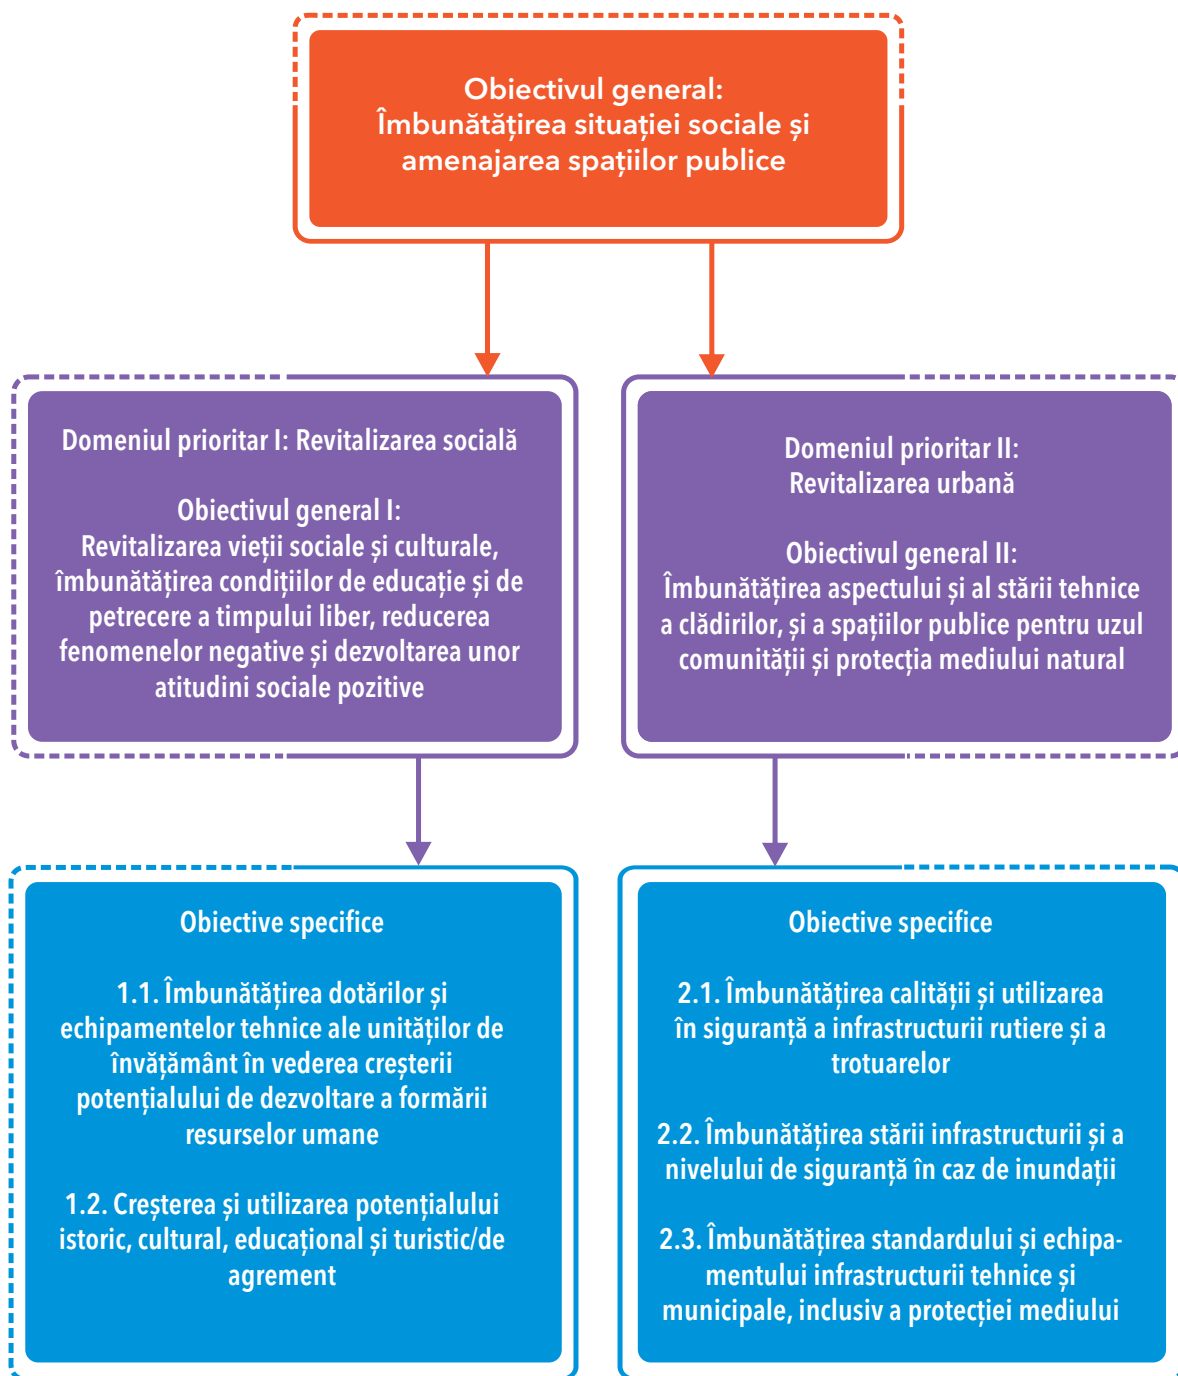 Obiectivul general:
Îmbunătățirea situației sociale și
amenajarea spațiilor publice
Domeniul prioritar I: Revitalizarea socială
Obiectivul general I:
Revitalizarea vieții sociale și culturale,
îmbunătățirea condițiilor de educație și de
petrecere a timpului liber, reducerea
fenomenelor negative și dezvoltarea unor
atitudini sociale pozitive
Domeniul prioritar II:
Revitalizarea urbană
Obiectivul general II:
Îmbunătățirea aspectului și al stării tehnice
a clădirilor, și a spațiilor publice pentru uzul
comunității și protecția mediului natural
Obiective specifice
1.1. Îmbunătățirea dotărilor și
echipamentelor tehnice ale unităților de
învățământ în vederea creșterii
potențialului de dezvoltare a formării
resurselor umane
1.2. Creșterea și utilizarea potențialului
istoric, cultural, educațional și turistic/de
agrement
Obiective specifice
2.1. Îmbunătățirea calității și utilizarea
în siguranță a infrastructurii rutiere și a
trotuarelor
2.2. Îmbunătățirea stării infrastructurii și a
nivelului de siguranță în caz de inundații
2.3. Îmbunătățirea standardului și echipa-
mentului infrastructurii tehnice și
municipale, inclusiv a protecției mediului